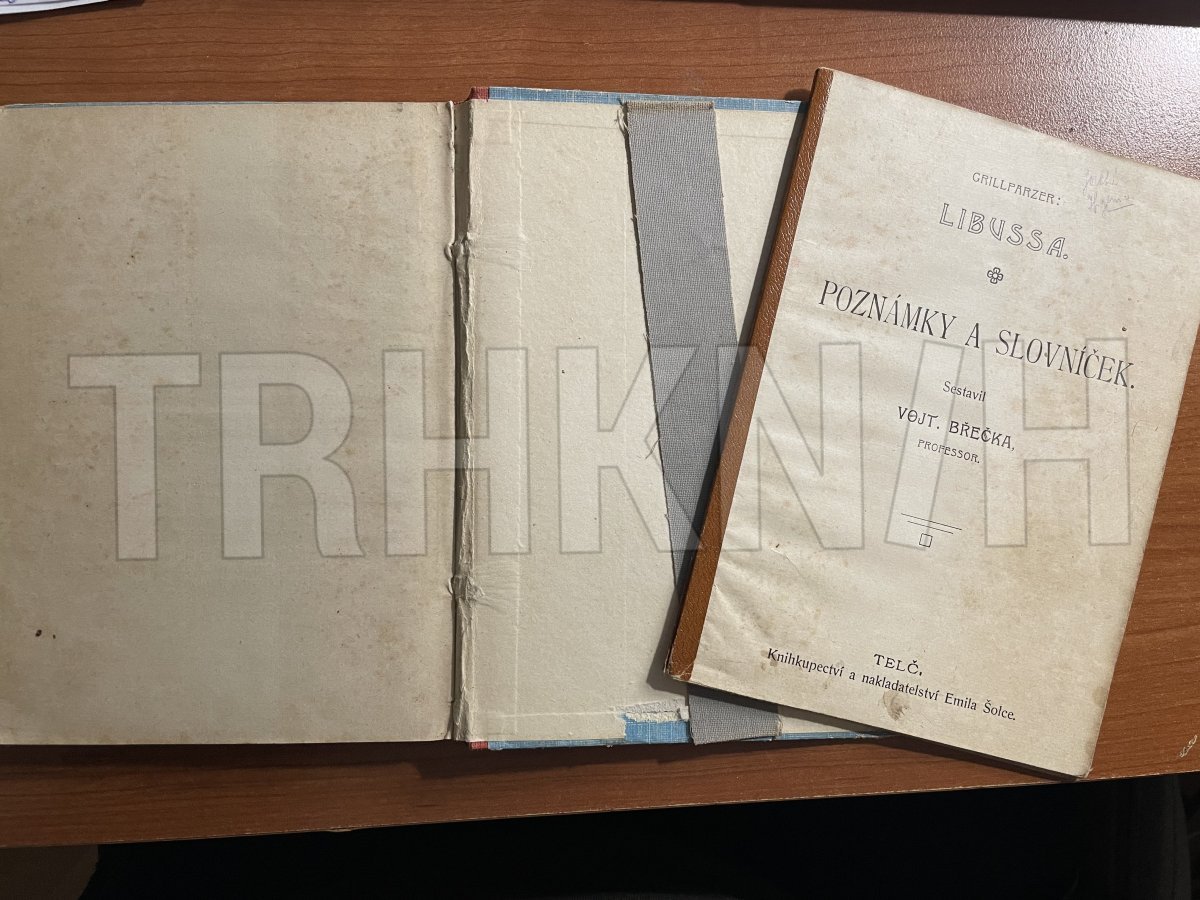 GRILLPARZER:
LIBUSSA.
POZNÁMKY A SLOVNÍČEK.
Sestavil
VOJT. BŘEČKA,
PROFESSOR.
TELČ.
Knihkupectví a nakladatelství Emila Šolce.
TRHKNIH